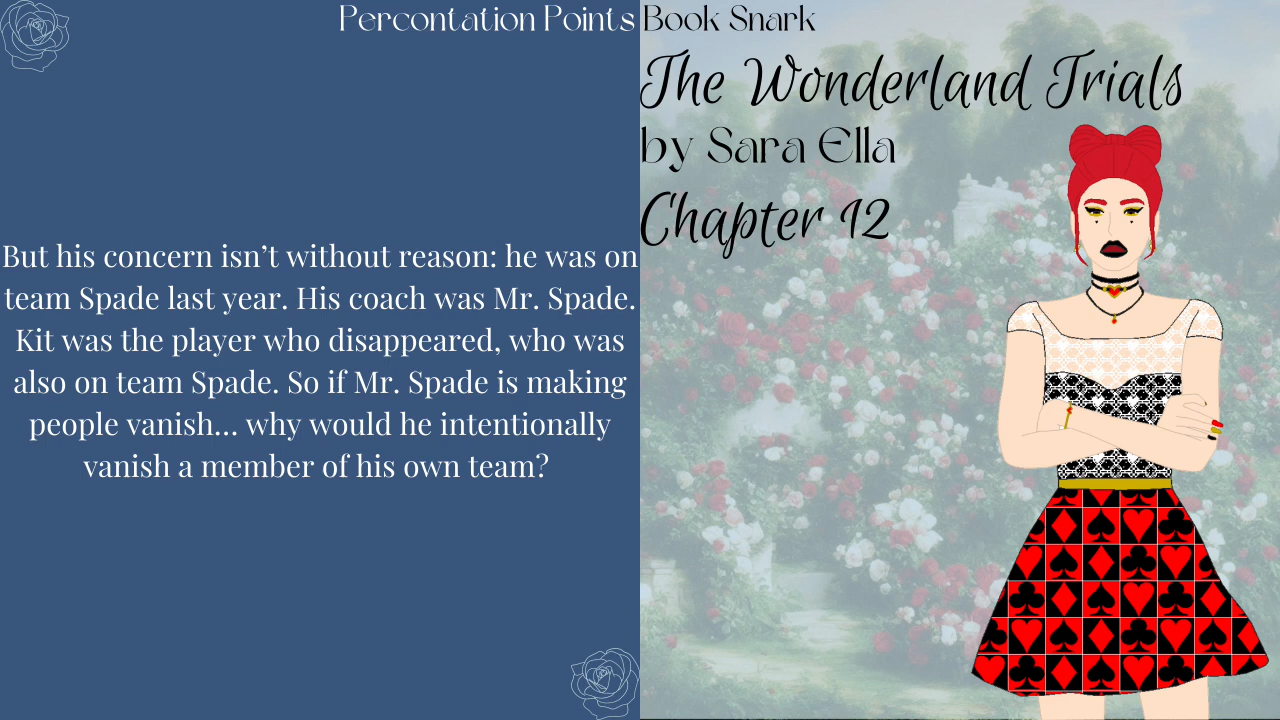 Percontation Points Book Snark
The Wonderland Trials
by Sara Ella
Chapter 12
But his concern isn’t without reason: he was on
team Spade last year. His coach was Mr. Spade.
Kit was the player who disappeared, who was
also on team Spade. So if Mr. Spade is making
people vanish... why would he intentionally
vanish a member of his own team?